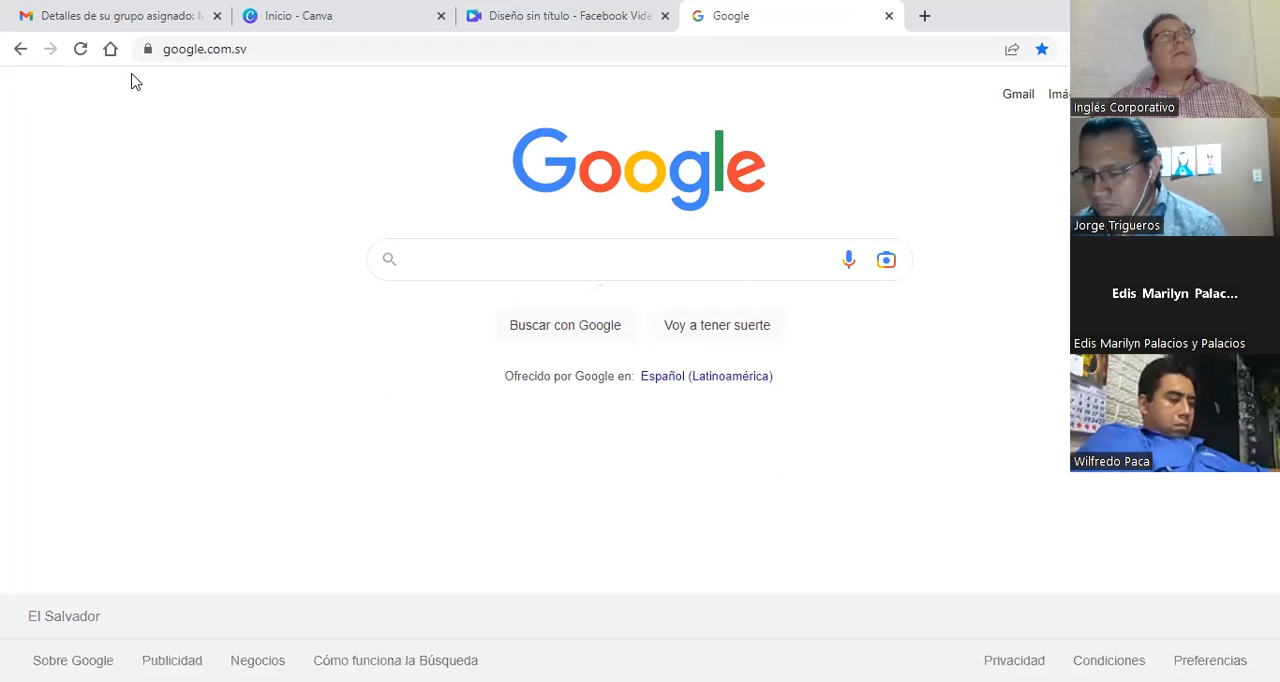 Detalles de su grupo asignado: M
Inicio - Canva
Diseño sin título - Facebook Vide
Google
google.com.sv
Gmail
Imá
Google
Buscar con Google
Voy a tener suerte
Ofrecido por Google en: Español (Latinoamérica)
El Salvador
Sobre Google
Publicidad
Negocios
Cómo funciona la Búsqueda
Privacidad
Condiciones
Preferencias
Inglés Corporativo
Jorge Trigueros
Edis Marilyn Palac...
Edis Marilyn Palacios y Palacios
Wilfredo Paca